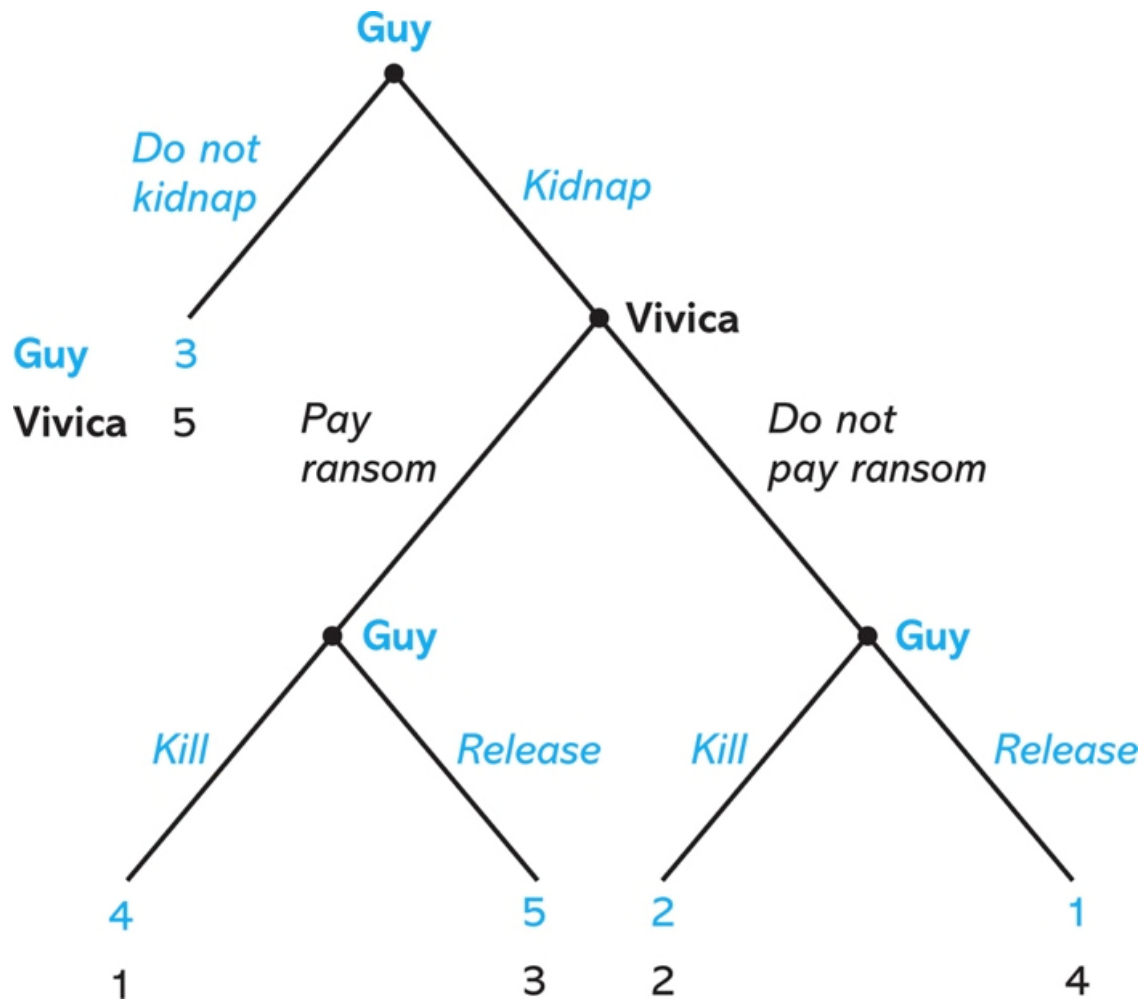 Guy
Do not
kidnap
Kidnap
Vivica
Guy 3
Vivica 5
Pay
ransom
Do not
pay ransom
Guy
Guy
Kill
Release
Kill
Release
4 5 2 1
1 3 2 4